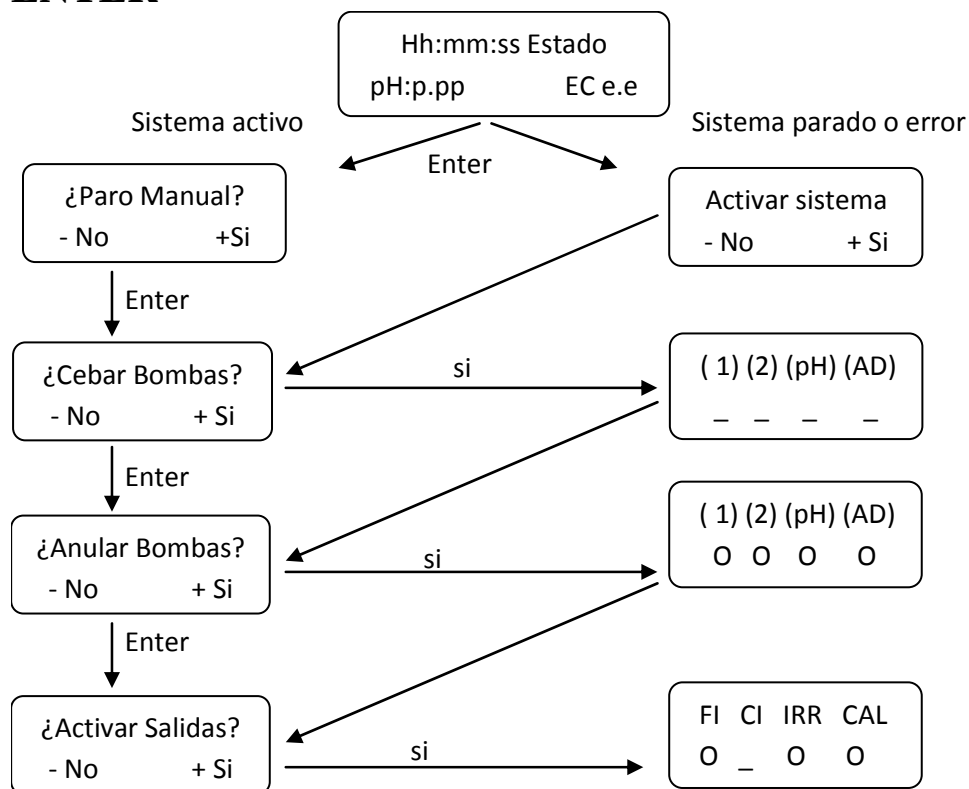 Hh:mm:ss Estado
pH:p.pp EC e.e
Sistema activo
Sistema parado o error
Enter
¿Paro Manual?
- No +Si
Activar sistema
- No + Si
Enter
¿Cebar Bombas?
- No + Si
si
( 1) (2) (pH) (AD)
_ _ _ _
Enter
¿Anular Bombas?
- No + Si
si
( 1) (2) (pH) (AD)
O O O O
Enter
¿Activar Salidas?
- No + Si
si
FI CI IRR CAL
O _ O O